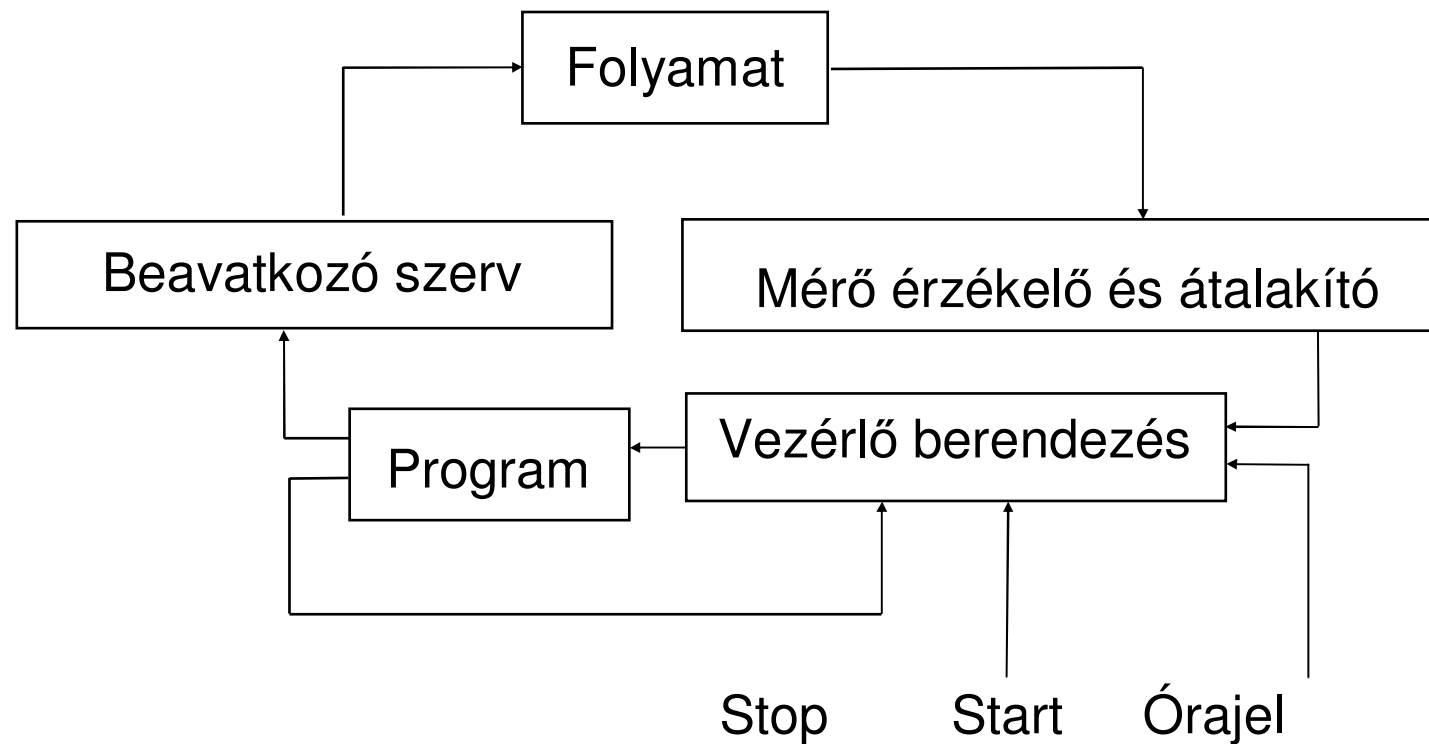 Folyamat
Beavatkozó szerv
Mérő érzékelő és átalakító
Vezérlő berendezés
Program
Stop
Start
Órajel